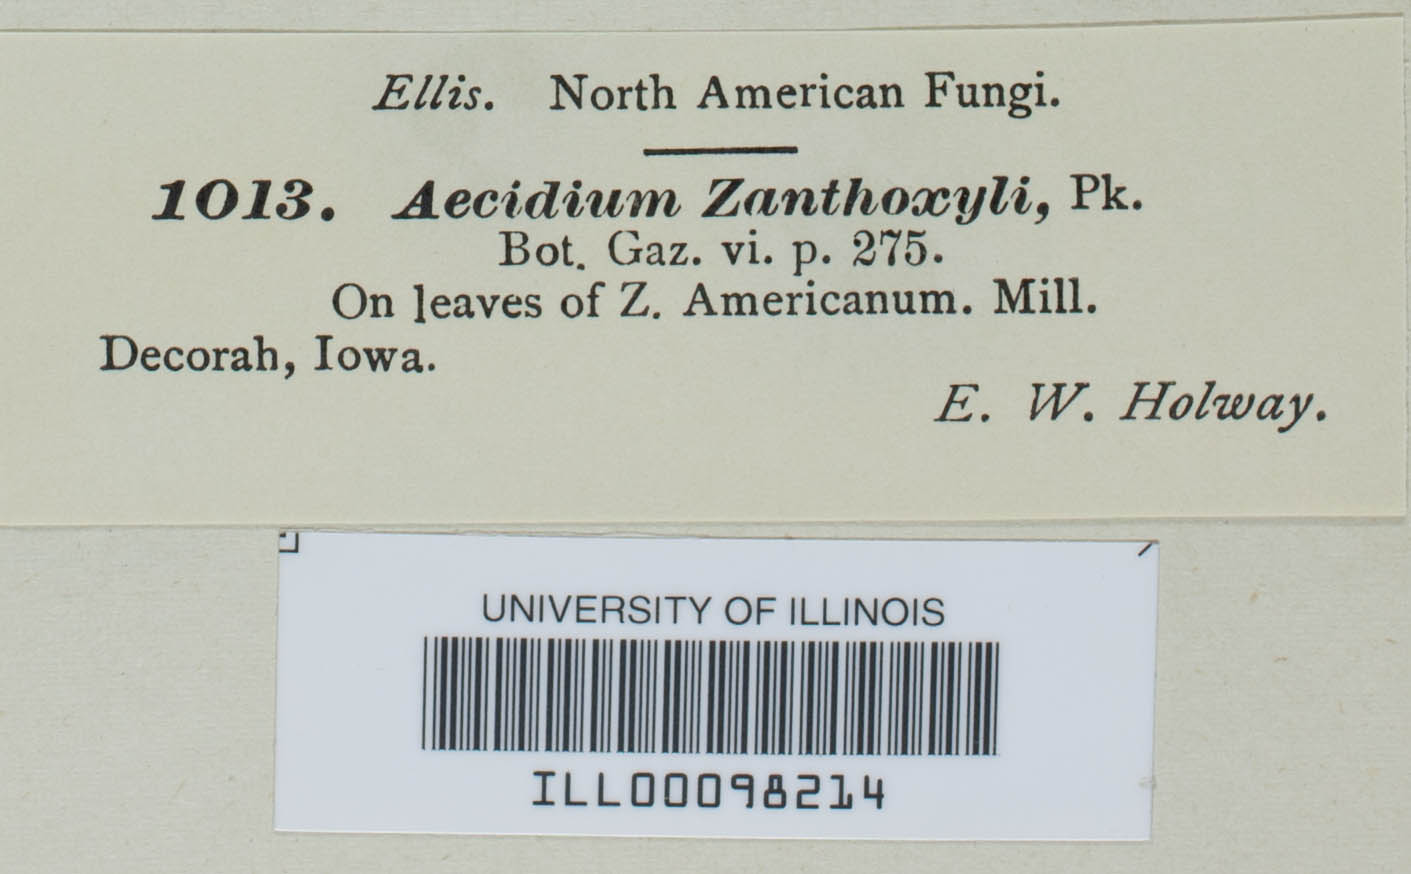 Ellis. North American Fungi.
1013. Aecidium Zanthoxyli, Pk.
Bot. Gaz. vi. p. 275.
On leaves of Z. Americanum. Mill.
Decorah, Iowa.
E. W. Holway.
UNIVERSITY OF ILLINOIS
ILL00098214